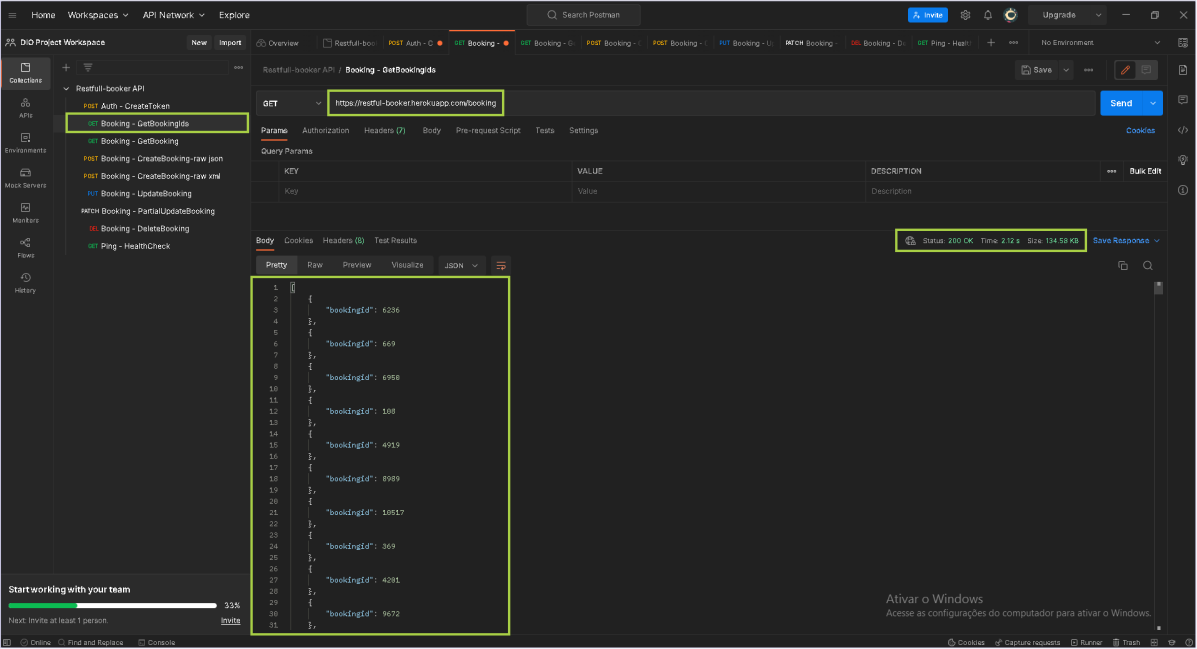 Home Workspaces API Network Explore Search Postman Invite Upgrade
DiO Project Workspace New Import Overview Restfull-bool POST Auth - C GET Booking - GET Booking - G POST Booking - POST Booking - PUT Booking - U PATCH Booking - DEL Booking - De GET Ping - Healt No Environment
Collections
APIs
Environments
Mock Servers
Monitors
Flows
History
Restfull-booker API
POST Auth - CreateToken
GET Booking - GetBookingIds
GET Booking - GetBooking
POST Booking - CreateBooking-raw json
POST Booking - CreateBooking-raw xml
PUT Booking - UpdateBooking
PATCH Booking - PartialUpdateBooking
DEL Booking - DeleteBooking
GET Ping - HealthCheck
Restfull-booker API / Booking - GetBookingIds Save
GET https://restful-booker.herokuapp.com/booking Send
Params Authorization Headers (7) Body Pre-request Script Tests Settings Cookies
Query Params
KEY VALUE DESCRIPTION Bulk Edit
Key Value Description
Body Cookies Headers (8) Test Results Status: 200 OK Time: 2.12 s Size: 134.58 KB Save Response
Pretty Raw Preview Visualize JSON
1 [
2 {
3 "bookingid": 6236
4 },
5 {
6 "bookingid": 669
7 },
8 {
9 "bookingid": 6958
10 },
11 {
12 "bookingid": 108
13 },
14 {
15 "bookingid": 4919
16 },
17 {
18 "bookingid": 8989
19 },
20 {
21 "bookingid": 10517
22 },
23 {
24 "bookingid": 369
25 },
26 {
27 "bookingid": 4201
28 },
29 {
30 "bookingid": 9672
31 },
Start working with your team
33%
Next: Invite at least 1 person. Invite
Ativar o Windows
Acesse as configurações do computador para ativar o Windows.
Online Find and Replace Console Cookies Capture requests Runner Trash